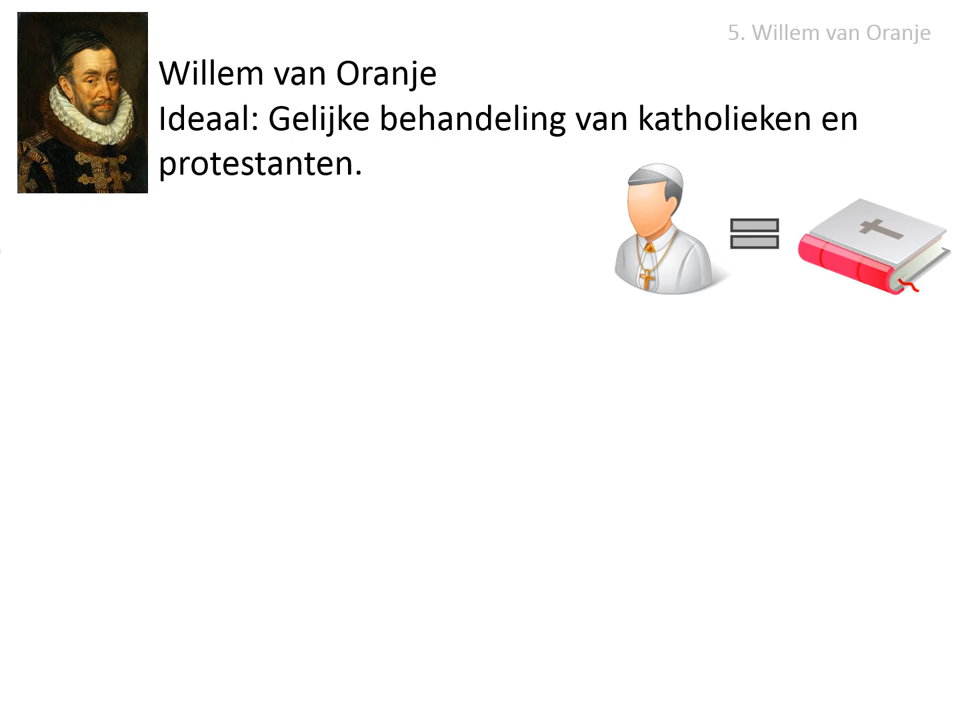 5. Willem van Oranje
Willem van Oranje
Ideaal: Gelijke behandeling van katholieken en
protestanten.